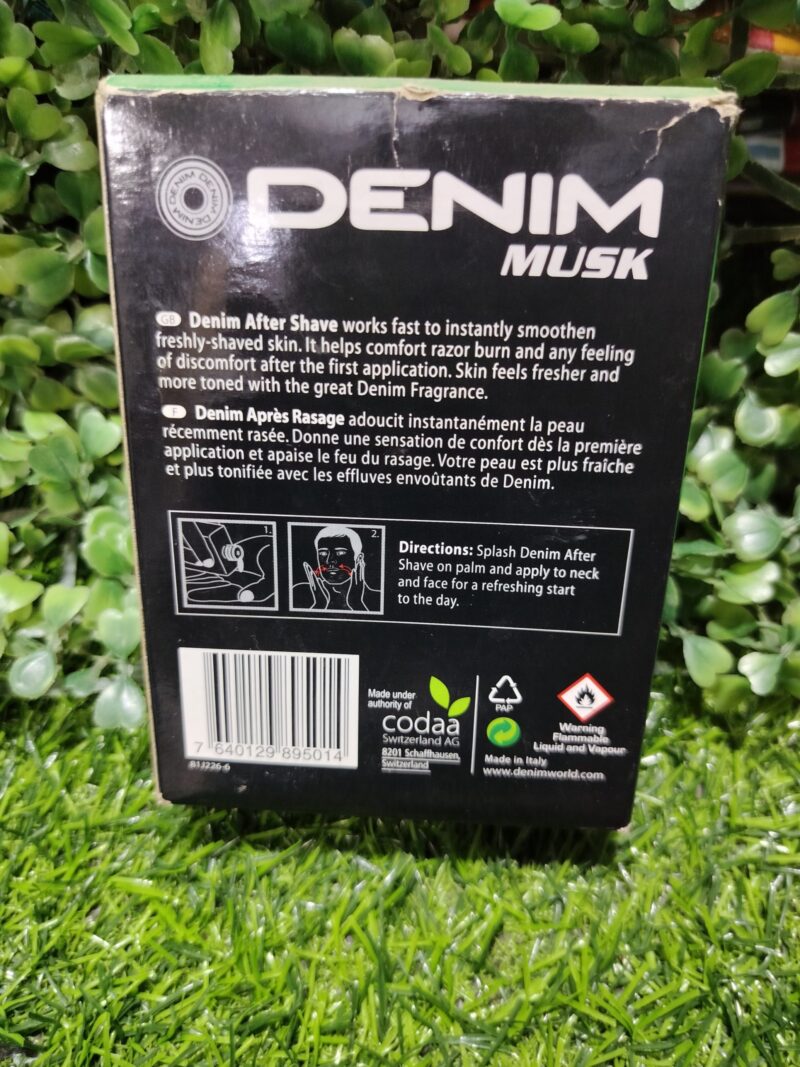 DENIM DENIM DENIM DENIM
DENIM
MUSK
GB Denim After Shave works fast to instantly smoothen
freshly-shaved skin. It helps comfort razor burn and any feeling
of discomfort after the first application. Skin feels fresher and
more toned with the great Denim Fragrance.
F Denim Après Rasage adoucit instantanément la peau
récemment rasée. Donne une sensation de confort dès la première
application et apaise le feu du rasage. Votre peau est plus fraîche
et plus tonifiée avec les effluves envoûtants de Denim.
1.
2.
Directions: Splash Denim After
Shave on palm and apply to neck
and face for a refreshing start
to the day.
7 640129 895014
81J226-6
Made under
authority of
codaa
Switzerland AG
8201 Schaffhausen,
Switzerland
PAP
Made in Italy
www.denimworld.com
Warning
Flammable
Liquid and Vapour